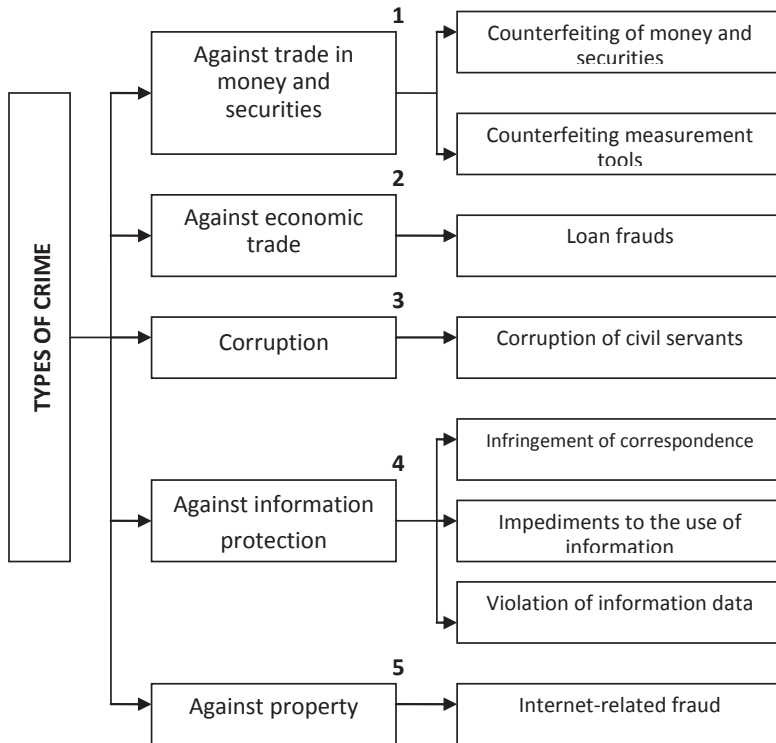 TYPES OF CRIME
1
Against trade in
money and
securities
Counterfeiting of money and
securities
Counterfeiting measurement
tools
2
Against economic
trade
Loan frauds
3
Corruption
Corruption of civil servants
4
Against information
protection
Infringement of correspondence
Impediments to the use of
information
Violation of information data
5
Against property
Internet-related fraud